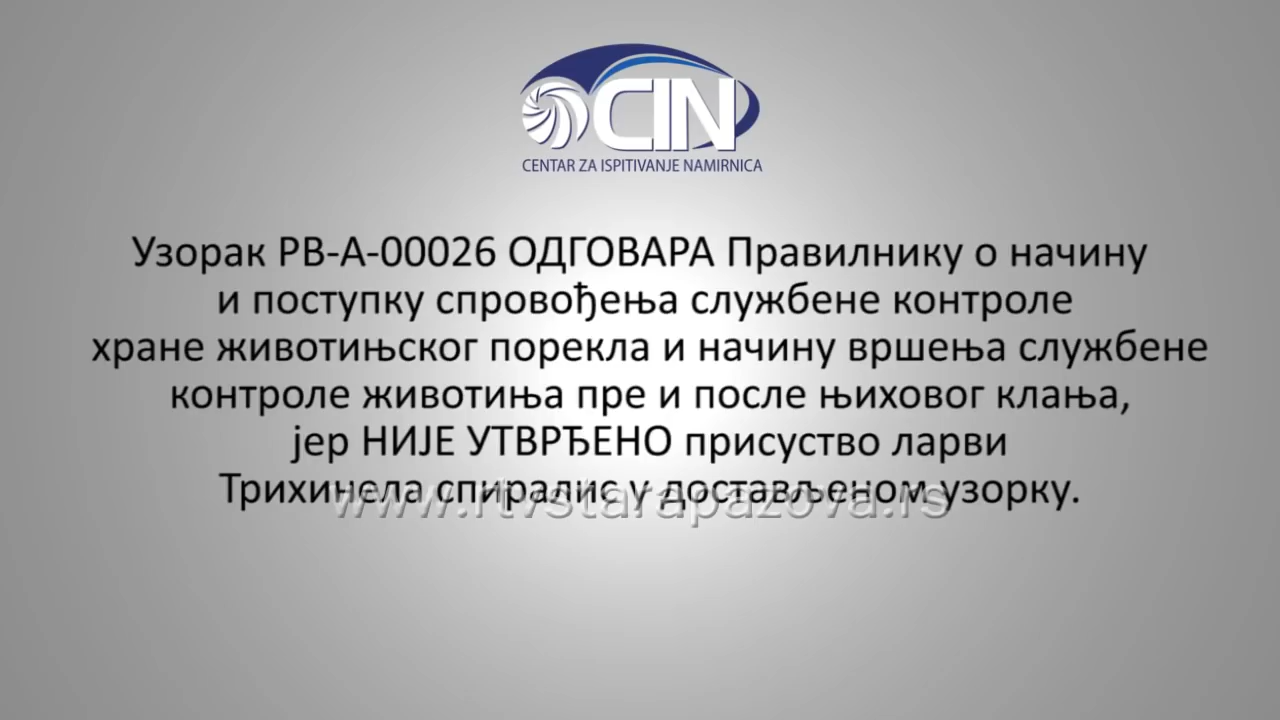 CIN
CENTAR ZA ISPITIVANJE NAMIRNICA
Узорак РВ-А-00026 ОДГОВАРА Правилнику о начину
и поступку спровођења службене контроле
хране животињског порекла и начину вршења службене
контроле животиња пре и после њиховог клања,
јер НИЈЕ УТВРЂЕНО присуство ларви
Трихинела спиралис у достављеном узорку.
www.rtvstarapazova.rs